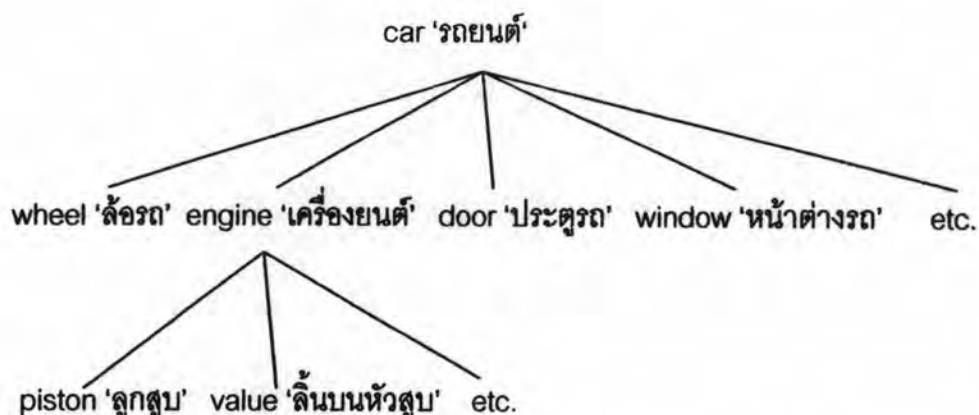 car ‘รถยนต์‘
wheel ‘ล้อรถ’ engine ‘เครื่องยนต์’ door ‘ประตูรถ’ window ‘หน้าต่างรถ’ etc.
piston ‘ลูกสูบ’ value ‘ลิ้นบนหัวสูบ’ etc.